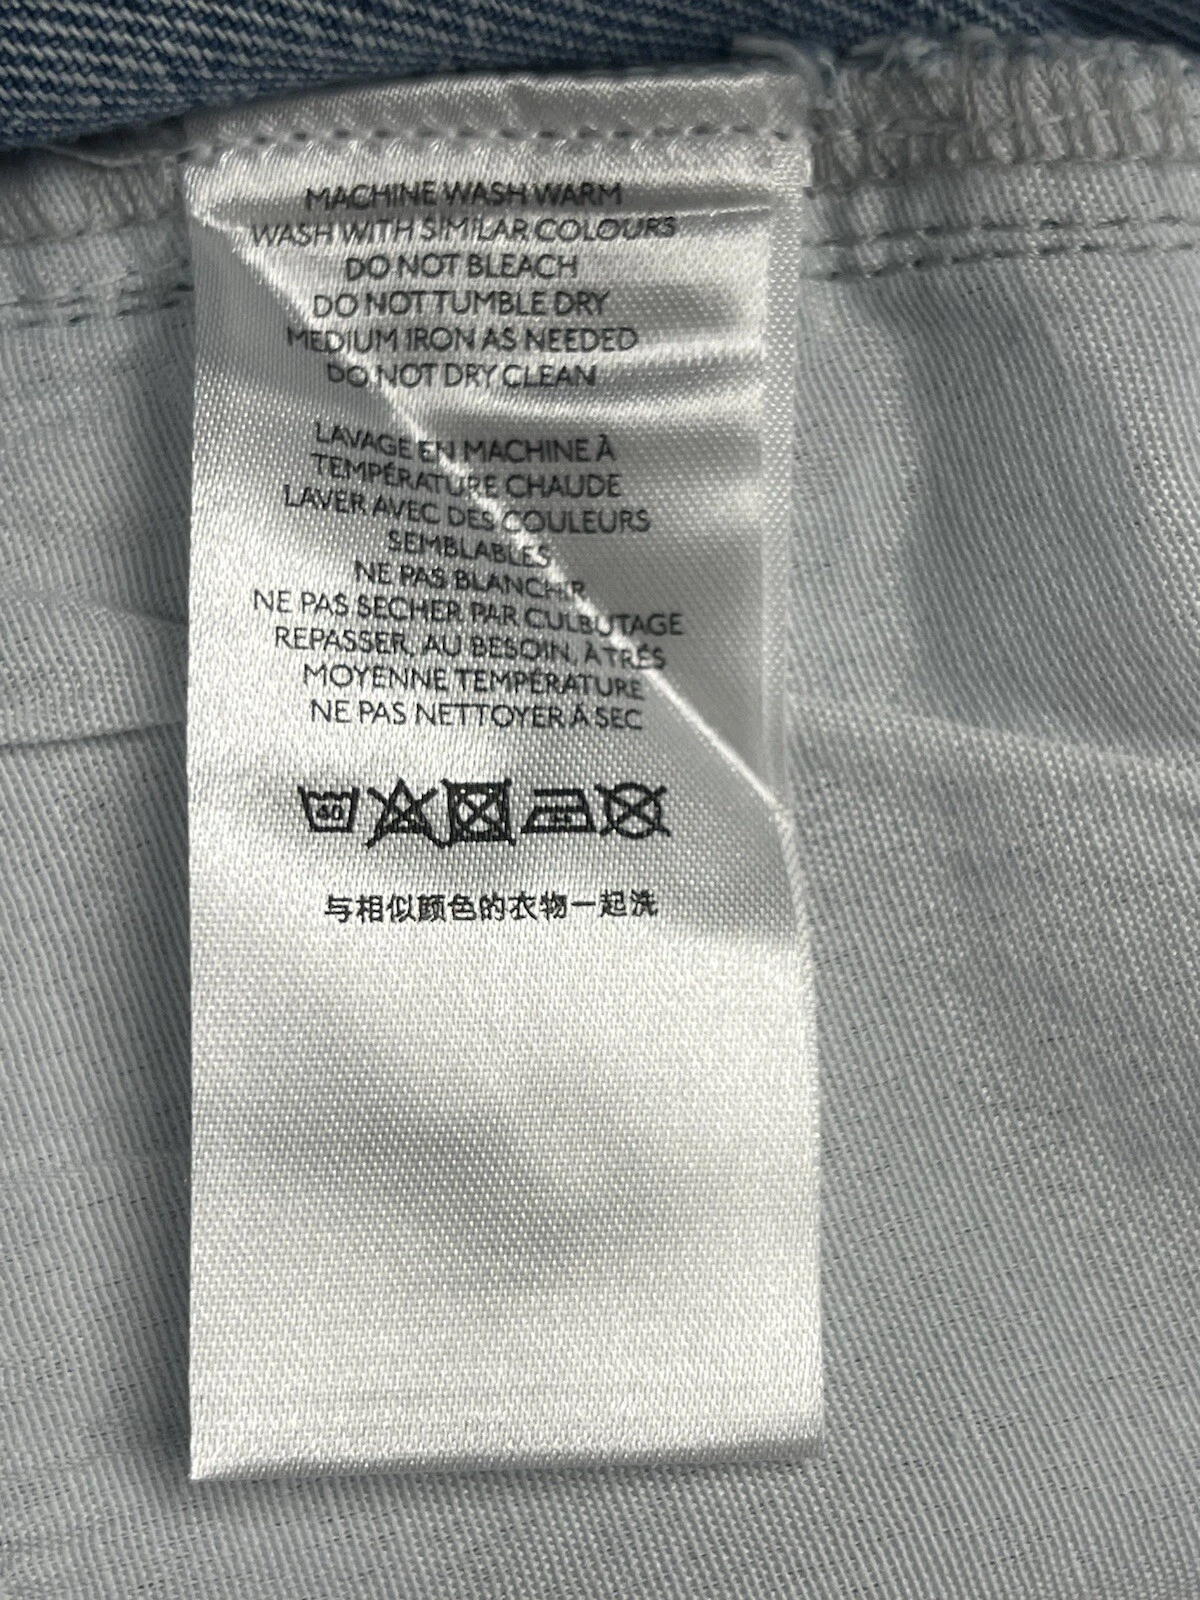 MACHINE WASH WARM
WASH WITH SIMILAR COLOURS
DO NOT BLEACH
DO NOT TUMBLE DRY
MEDIUM IRON AS NEEDED
DO NOT DRY CLEAN
LAVAGE EN MACHINE À
TEMPÉRATURE CHAUDE
LAVER AVEC DES COULEURS
SEMBLABLES
NE PAS BLANCHIR
NE PAS SECHER PAR CULBUTAGE
REPASSER, AU BESOIN, À TRÉS
MOYENNE TEMPÉRATURE
NE PAS NETTOYER À SEC
与相似颜色的衣物一起洗